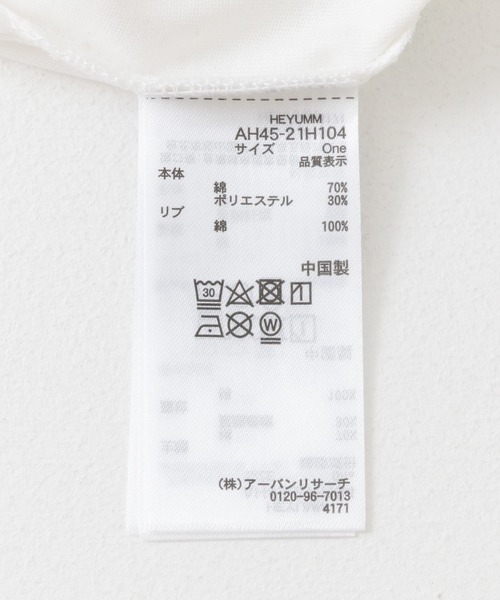 HEYUMM
AH45-21H104
サイズ One
品質表示
本体
綿 70%
ポリエステル 30%
リブ
綿 100%
中国製
30
W
(株)アーバンリサーチ
0120-96-7013
4171